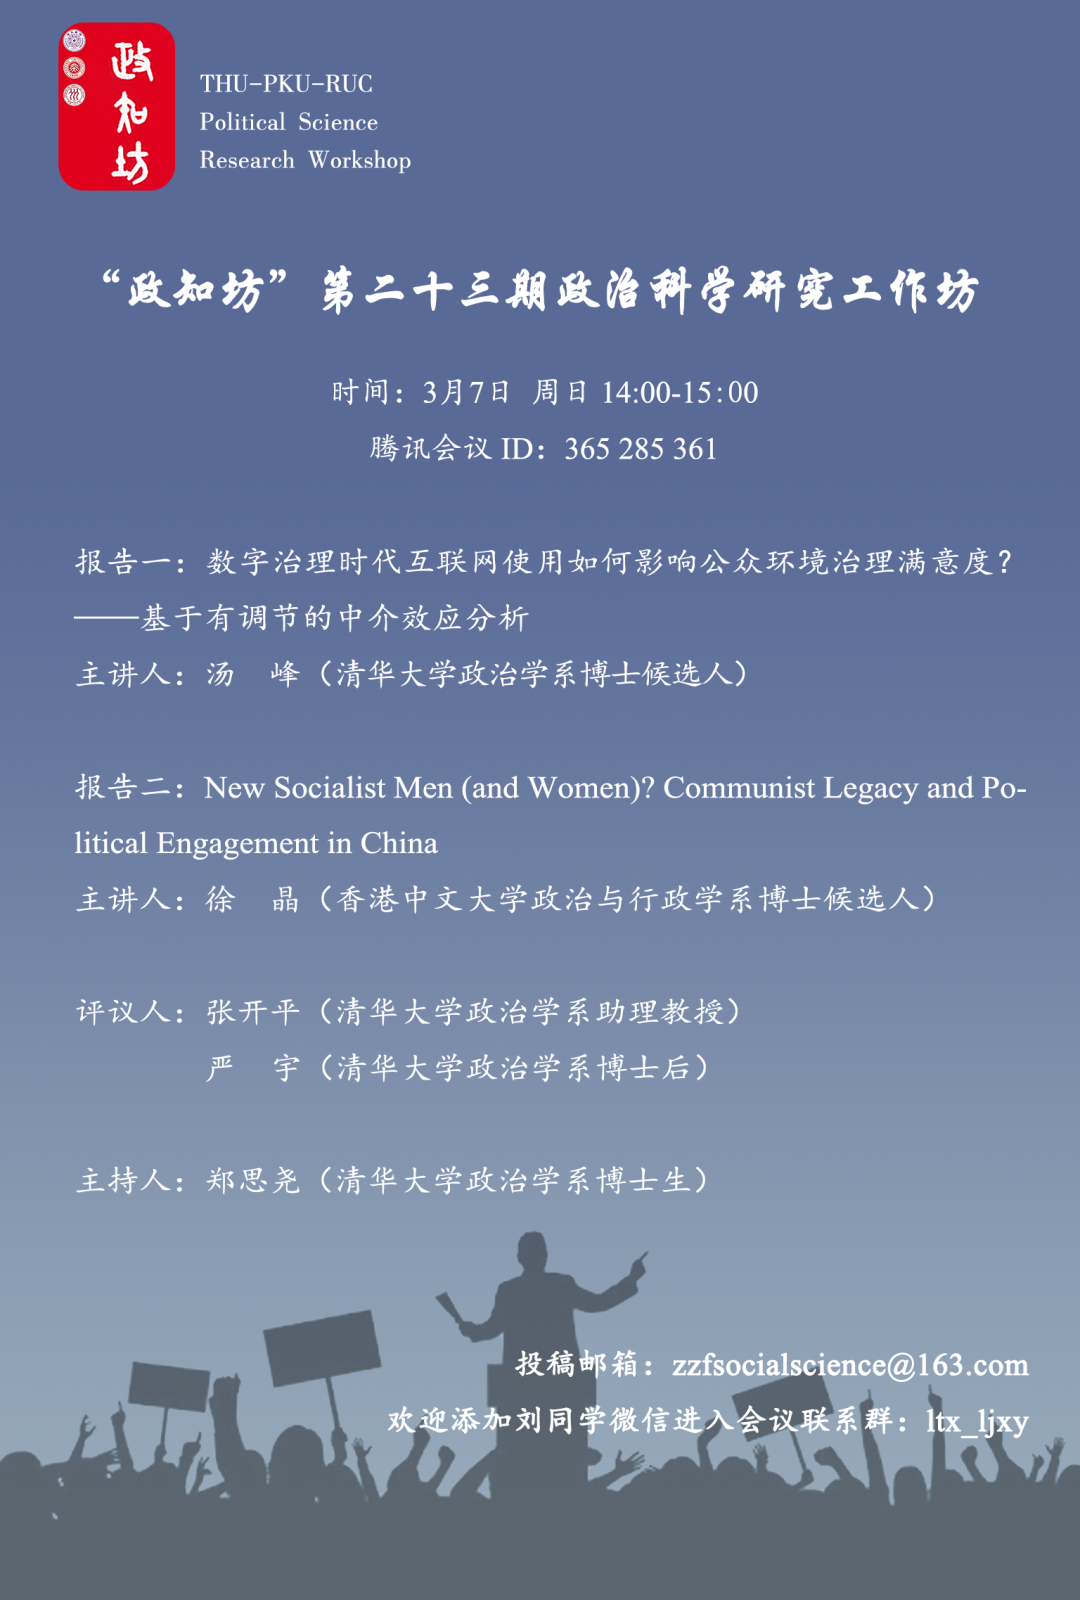 政知坊
THU-PKU-RUC
Political Science
Research Workshop
“政知坊”第二十三期政治科学研究工作坊
时间：3月7日 周日 14:00-15:00
腾讯会议 ID：365 285 361
报告一：数字治理时代互联网使用如何影响公众环境治理满意度？
——基于有调节的中介效应分析
主讲人：汤　峰（清华大学政治学系博士候选人）
报告二：New Socialist Men (and Women)? Communist Legacy and Po-
litical Engagement in China
主讲人：徐　晶（香港中文大学政治与行政学系博士候选人）
评议人：张开平（清华大学政治学系助理教授）
严　宇（清华大学政治学系博士后）
主持人：郑思尧（清华大学政治学系博士生）
投稿邮箱：zzfsocialscience@163.com
欢迎添加刘同学微信进入会议联系群：ltx_ljxy